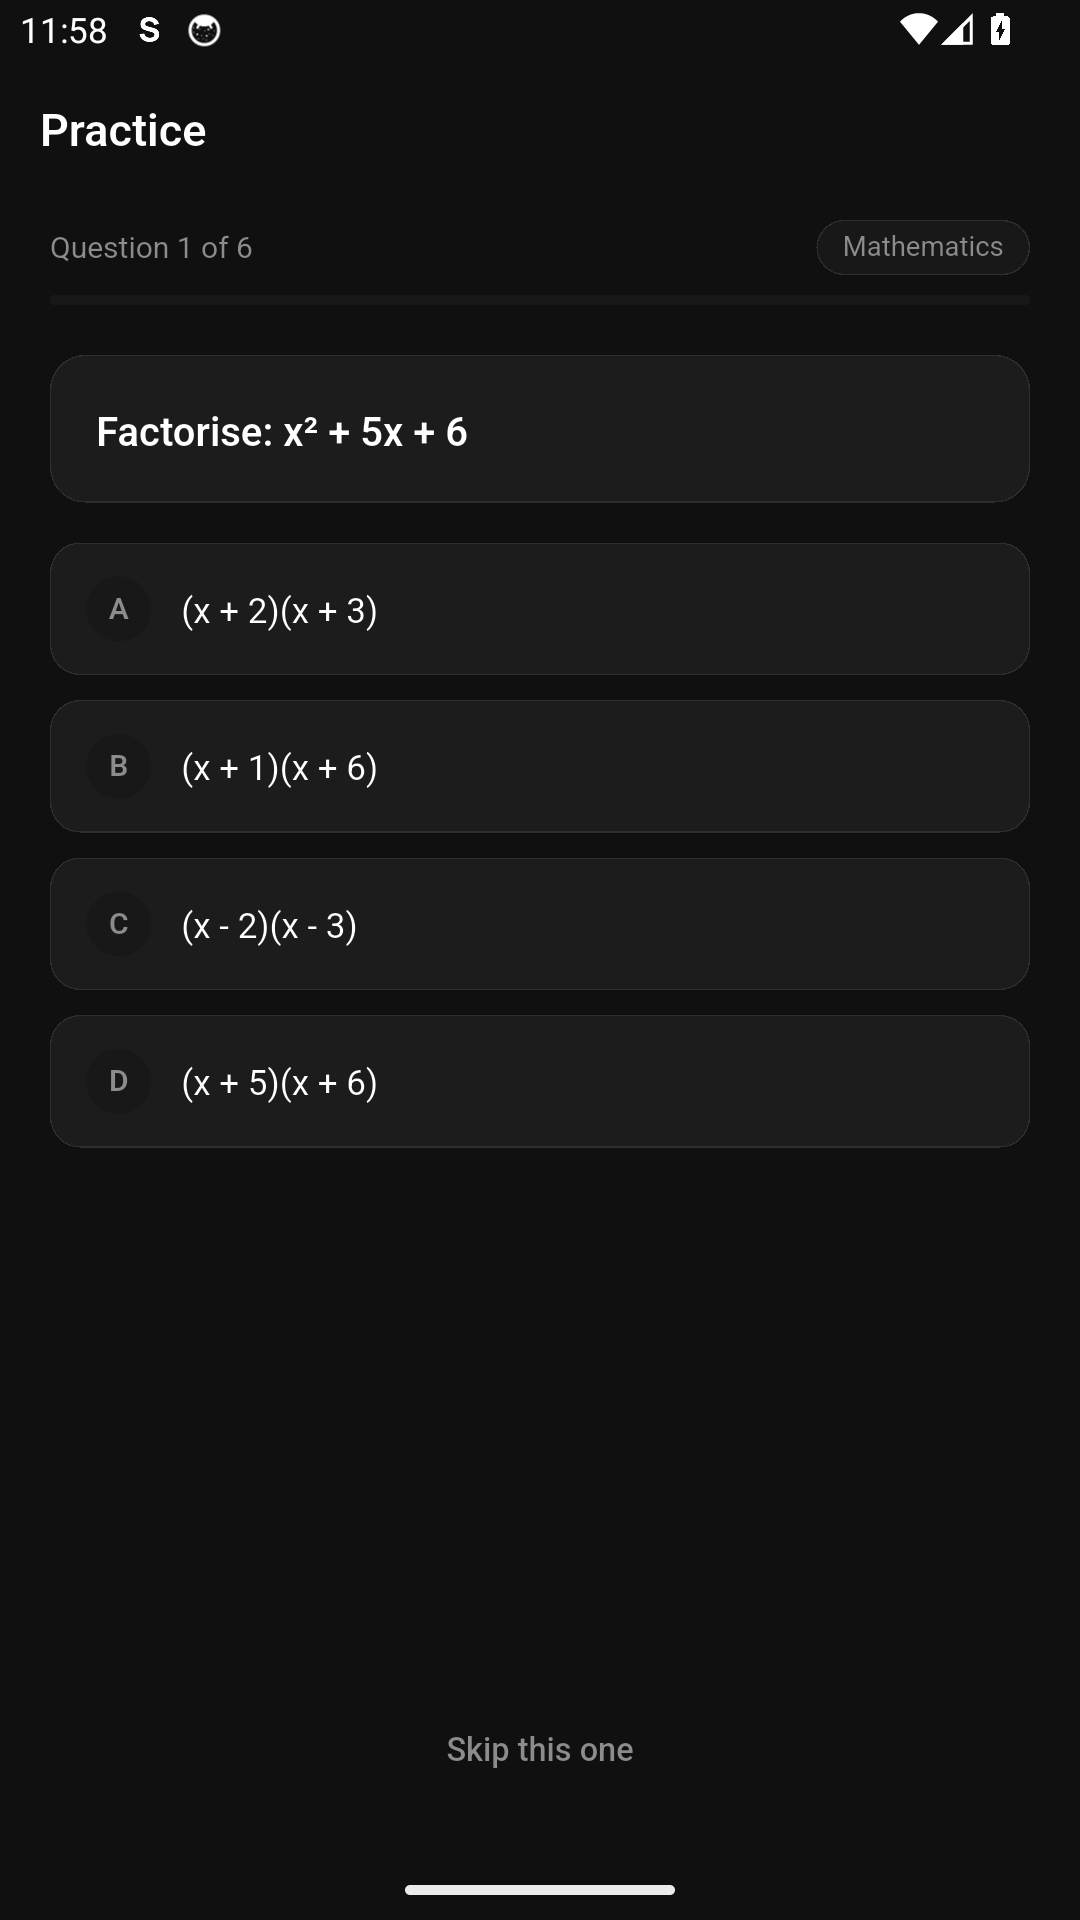 11:58 S
Practice
Question 1 of 6
Mathematics
Factorise: x² + 5x + 6
A (x + 2)(x + 3)
B (x + 1)(x + 6)
C (x - 2)(x - 3)
D (x + 5)(x + 6)
Skip this one